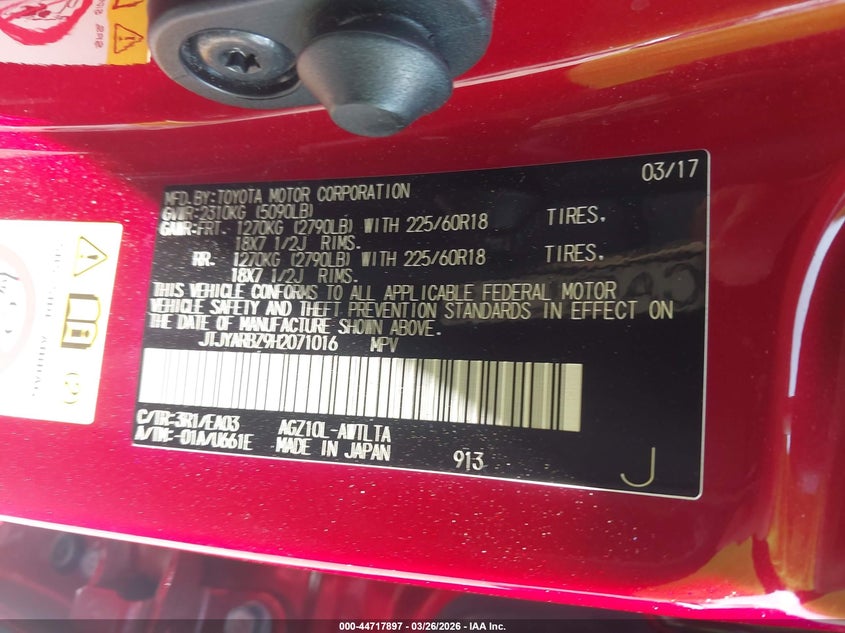 03/17
MFD.BY:TOYOTA MOTOR CORPORATION
GVWR:2310KG (5090LB)
GAWR:FRT. 1270KG (2790LB) WITH 225/60R18 TIRES,
18X7 1/2J RIMS.
RR. 1270KG (2790LB) WITH 225/60R18 TIRES,
18X7 1/2J RIMS.
THIS VEHICLE CONFORMS TO ALL APPLICABLE FEDERAL MOTOR
VEHICLE SAFETY AND THEFT PREVENTION STANDARDS IN EFFECT ON
THE DATE OF MANUFACTURE SHOWN ABOVE.
JTJYARBZ9H2071016 MPV
C/TR:3R1/EA03 AGZ10L-AWTLTA
A/TM:-01A/U661E MADE IN JAPAN 913
J
000-44717897 - 03/26/2026 - IAA Inc.